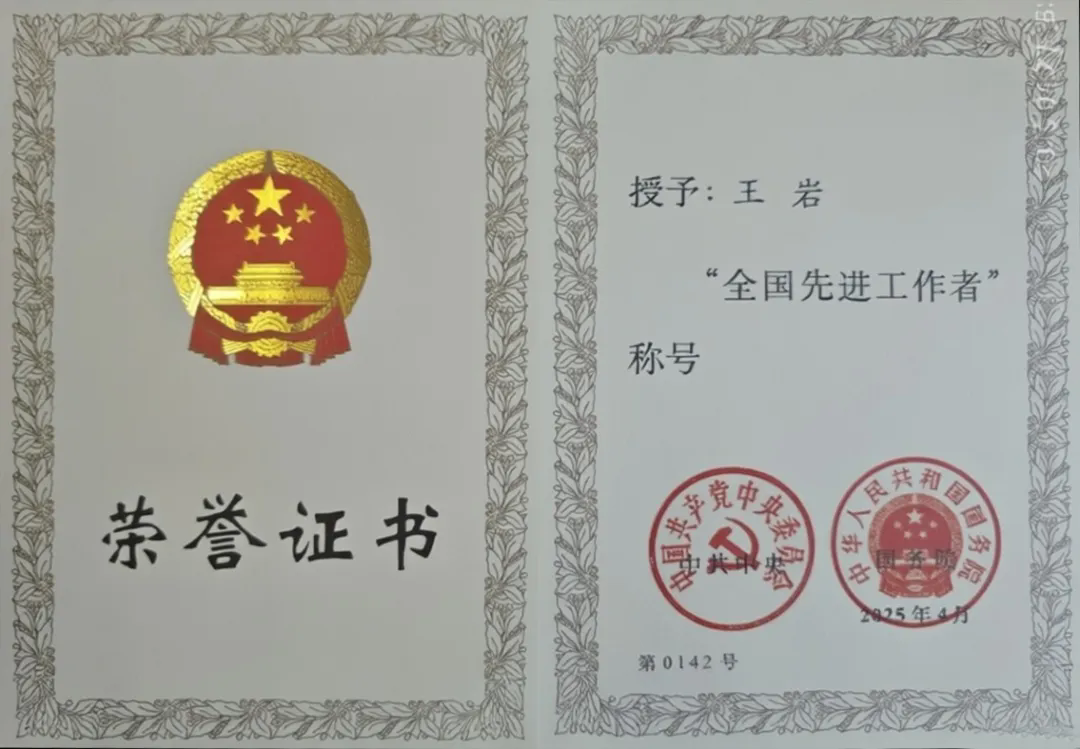 荣誉证书
授予：王 岩
“全国先进工作者”
称号
中国共产党中央委员会
中共中央
中华人民共和国国务院
国务院
2025年4月
第0142号